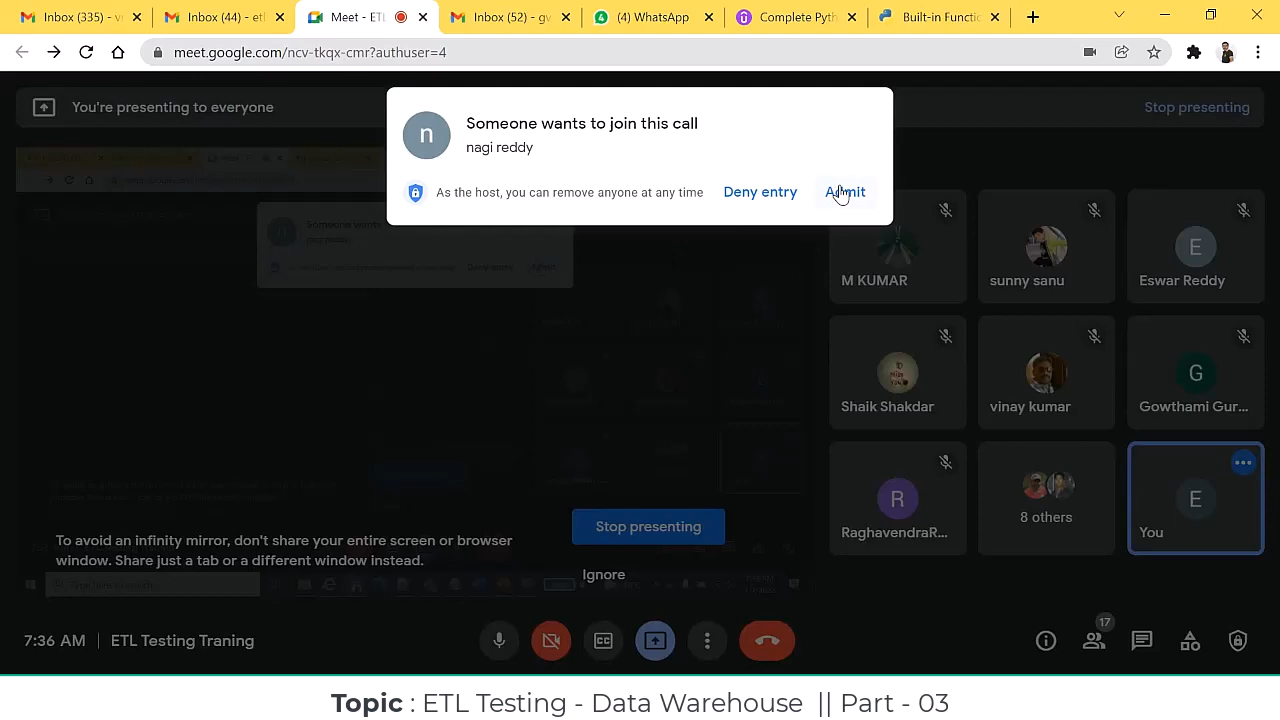 Inbox (335) - v
Inbox (44) - etl
Meet - ETL
Inbox (52) - gv
(4) WhatsApp
Complete Pyth
Built-in Functio
meet.google.com/ncv-tkqx-cmr?authuser=4
You're presenting to everyone
Stop presenting
n
Someone wants to join this call
nagi reddy
As the host, you can remove anyone at any time
Deny entry
Admit
M KUMAR
sunny sanu
E
Eswar Reddy
Shaik Shakdar
vinay kumar
G
Gowthami Gur...
R
RaghavendraR...
8 others
E
You
Stop presenting
To avoid an infinity mirror, don't share your entire screen or browser
window. Share just a tab or a different window instead.
Ignore
7:36 AM | ETL Testing Traning
17
Topic : ETL Testing - Data Warehouse || Part - 03